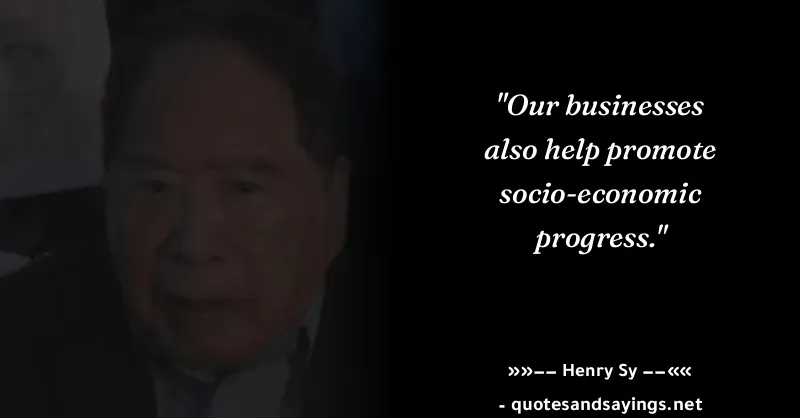 "Our businesses
also help promote
socio-economic
progress."
»»–– Henry Sy ––««
- quotesandsayings.net